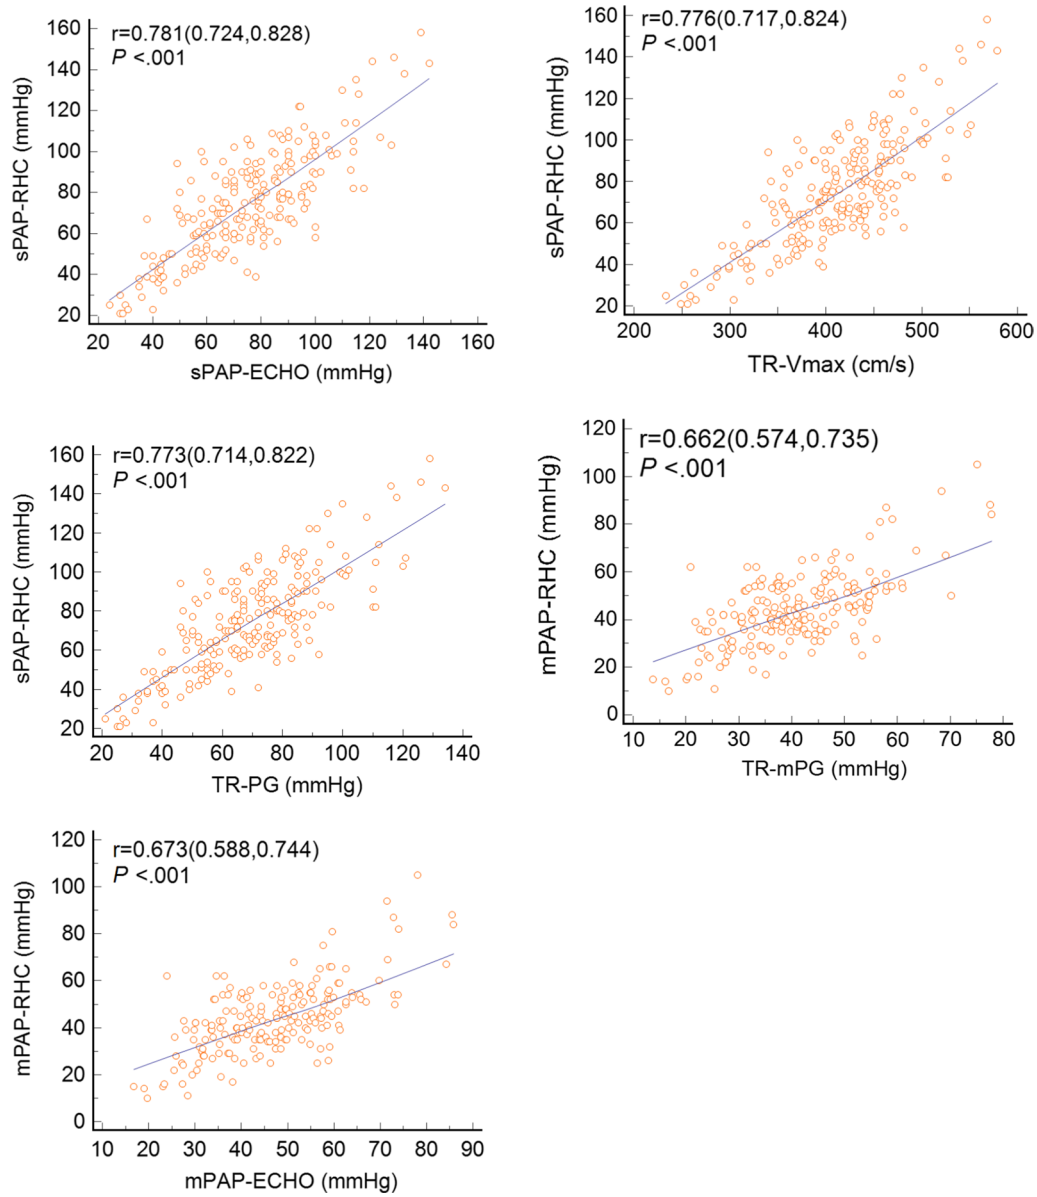 r=0.781(0.724,0.828)
P <.001
sPAP-RHC (mmHg)
160
140
120
100
80
60
40
20
20 40 60 80 100 120 140 160
sPAP-ECHO (mmHg)
r=0.776(0.717,0.824)
P <.001
sPAP-RHC (mmHg)
160
140
120
100
80
60
40
20
200 300 400 500 600
TR-Vmax (cm/s)
r=0.773(0.714,0.822)
P <.001
sPAP-RHC (mmHg)
160
140
120
100
80
60
40
20
20 40 60 80 100 120 140
TR-PG (mmHg)
r=0.662(0.574,0.735)
P <.001
mPAP-RHC (mmHg)
120
100
80
60
40
20
0
10 20 30 40 50 60 70 80
TR-mPG (mmHg)
r=0.673(0.588,0.744)
P <.001
mPAP-RHC (mmHg)
120
100
80
60
40
20
0
10 20 30 40 50 60 70 80 90
mPAP-ECHO (mmHg)